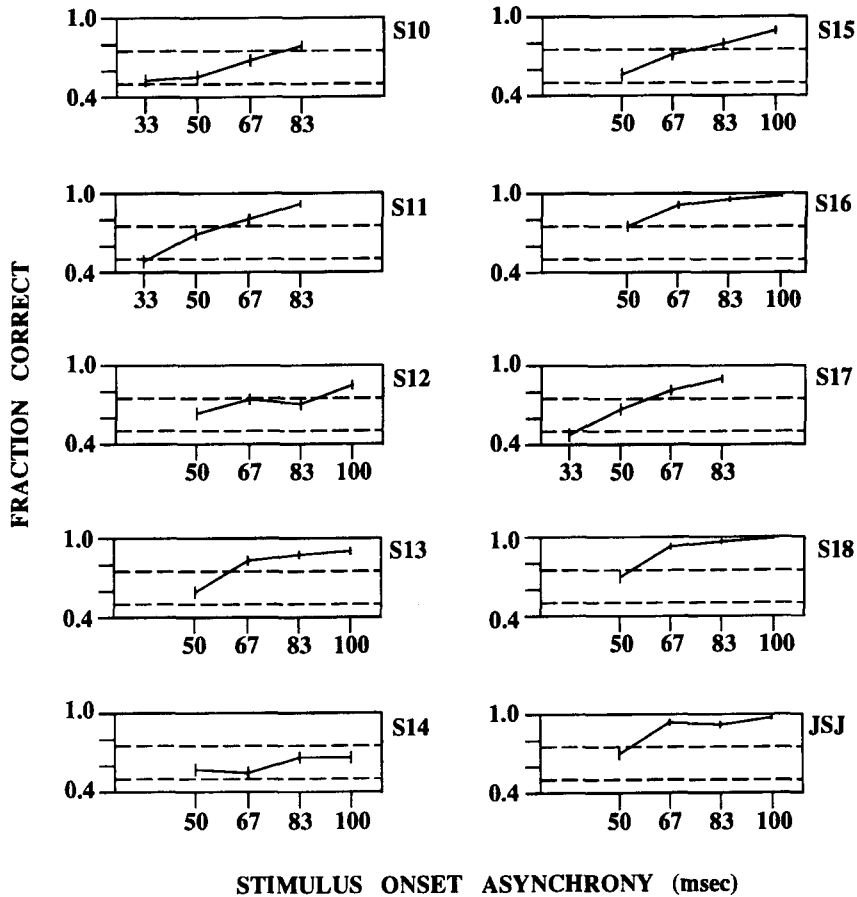 FRACTION CORRECT
1.0
0.4
S10
33 50 67 83
1.0
0.4
S11
33 50 67 83
1.0
0.4
S12
50 67 83 100
1.0
0.4
S13
50 67 83 100
1.0
0.4
S14
50 67 83 100
1.0
0.4
S15
50 67 83 100
1.0
0.4
S16
50 67 83 100
1.0
0.4
S17
33 50 67 83
1.0
0.4
S18
50 67 83 100
1.0
0.4
JSJ
50 67 83 100
STIMULUS ONSET ASYNCHRONY (msec)